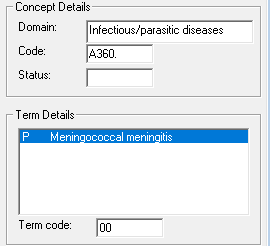 Concept Details
Domain: Infectious/parasitic diseases
Code: A360.
Status:
Term Details
P Meningococcal meningitis
Term code: 00